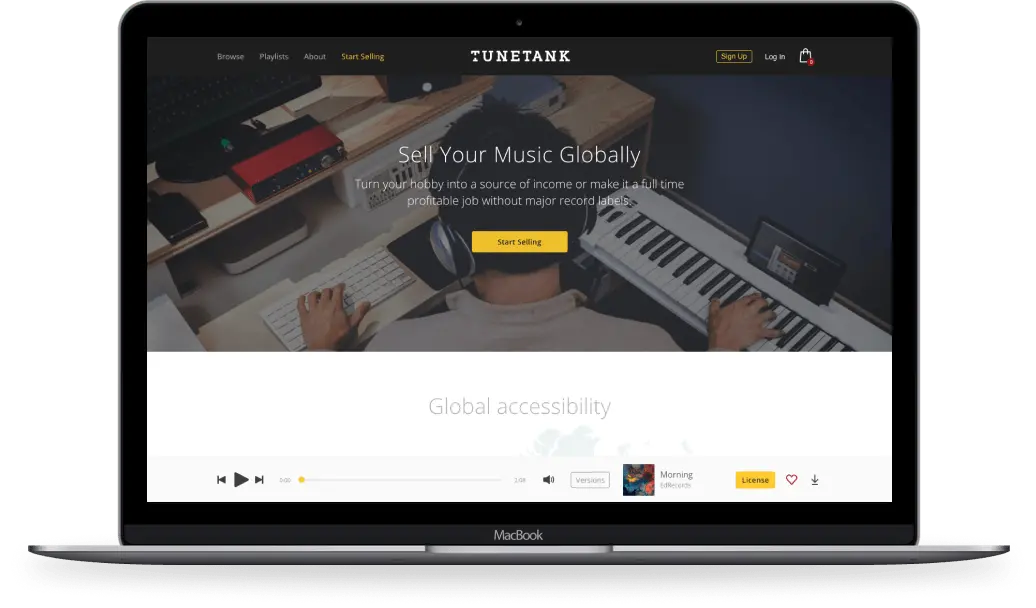 Browse Playlists About Start Selling TUNETANK Sign Up Log In 0
Sell Your Music Globally
Turn your hobby into a source of income or make it a full time
profitable job without major record labels.
Start Selling
Global accessibility
0:00 2:08 Versions Morning License
EdRecords
MacBook